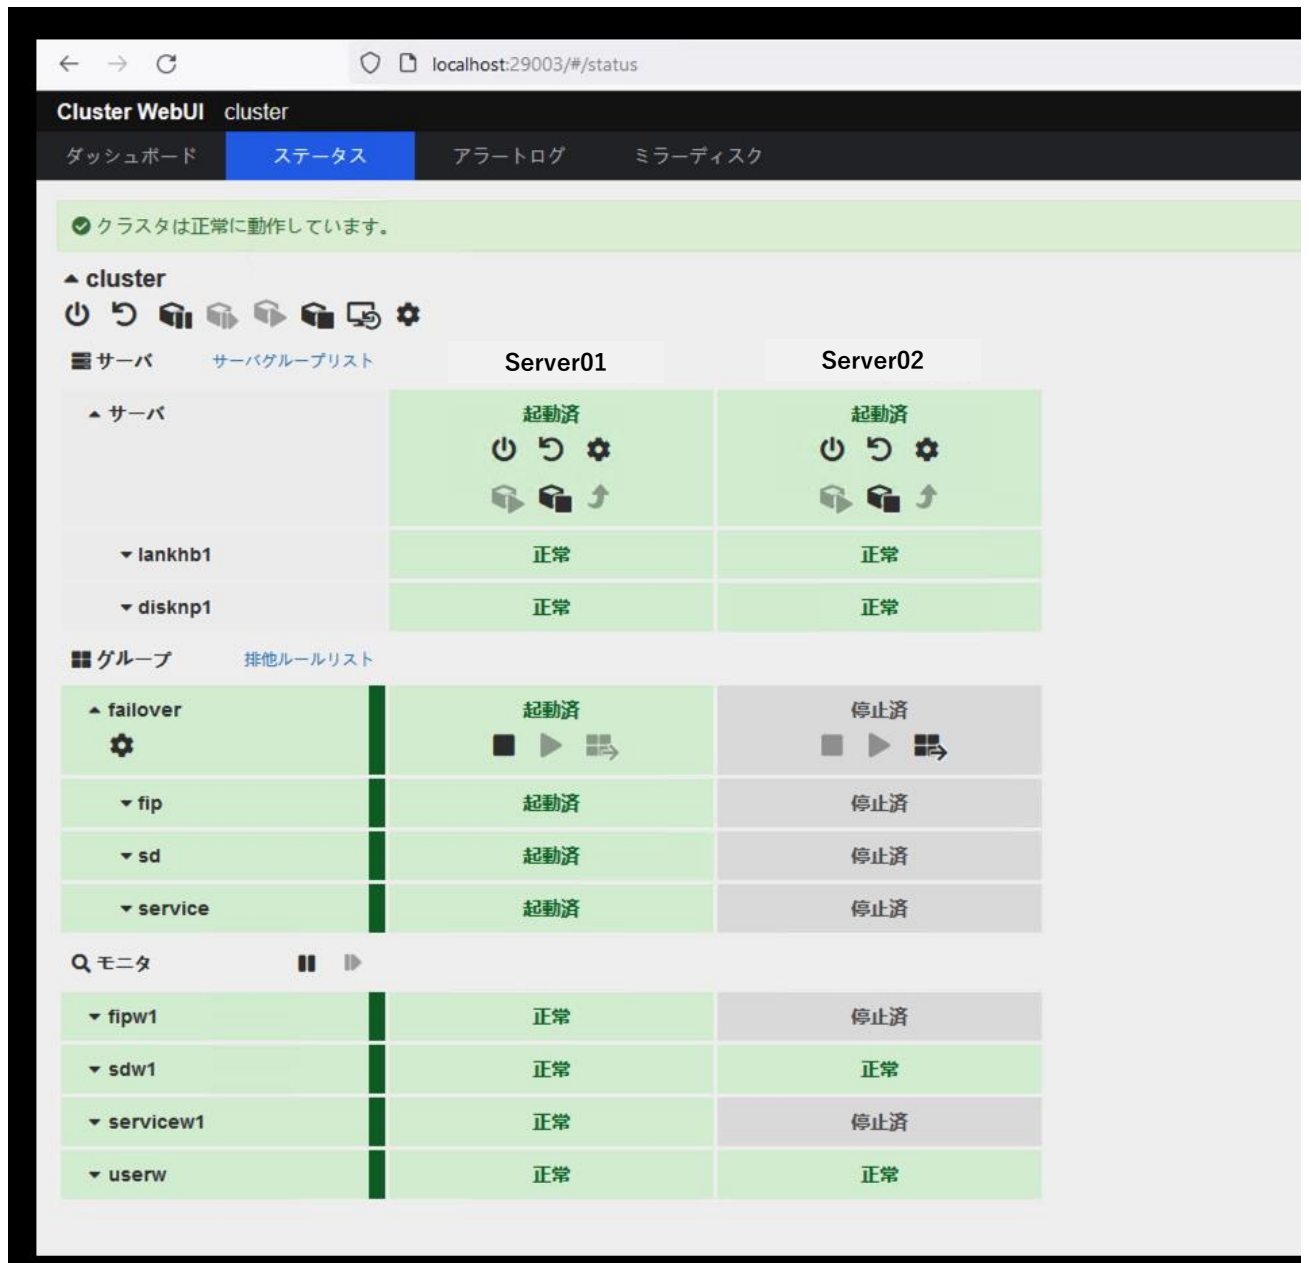 localhost:29003/#/status
Cluster WebUI cluster
ダッシュボード ステータス アラートログ ミラーディスク
クラスタは正常に動作しています。
cluster
サーバ サーバグループリスト Server01 Server02
サーバ 起動済 起動済
lankhb1 正常 正常
disknp1 正常 正常
グループ 排他ルールリスト
failover 起動済 停止済
fip 起動済 停止済
sd 起動済 停止済
service 起動済 停止済
モニタ
fipw1 正常 停止済
sdw1 正常 正常
servicew1 正常 停止済
userw 正常 正常